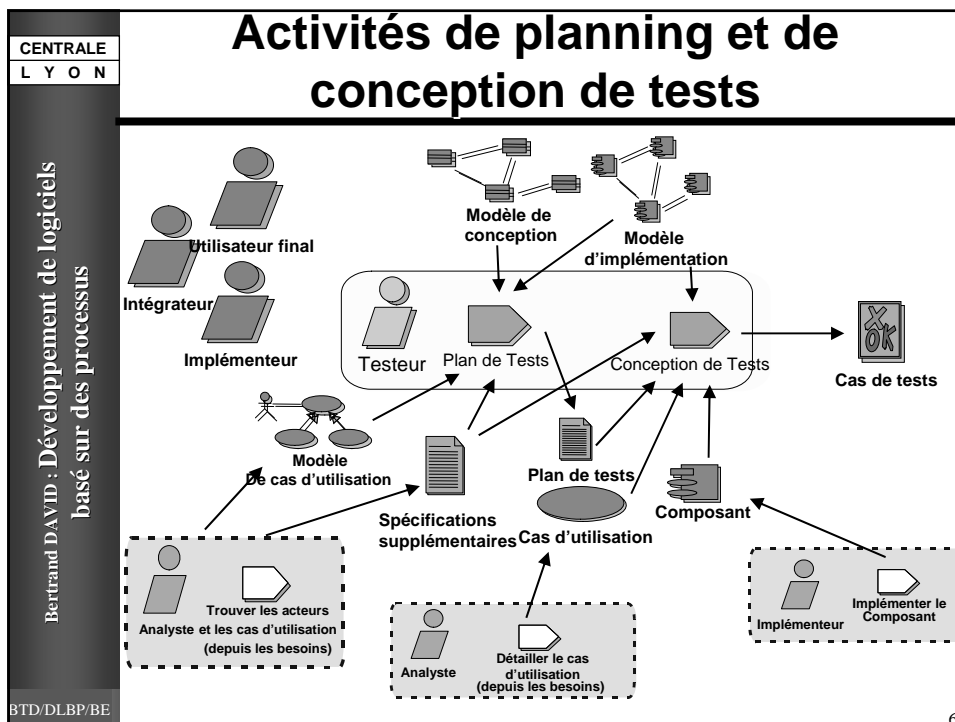 CENTRALE
L Y O N
Activités de planning et de
conception de tests
Bertrand DAVID : Développement de logiciels
basé sur des processus
Utilisateur final
Intégrateur
Implémenteur
Modèle de
conception
Modèle
d'implémentation
Testeur
Plan de Tests
Conception de Tests
X
OK
Cas de tests
Modèle
De cas d'utilisation
Spécifications
supplémentaires
Plan de tests
Cas d'utilisation
Composant
Trouver les acteurs
Analyste et les cas d'utilisation
(depuis les besoins)
Analyste
Détailler le cas
d'utilisation
(depuis les besoins)
Implémenteur
Implémenter le
Composant
BTD/DLBP/BE
6